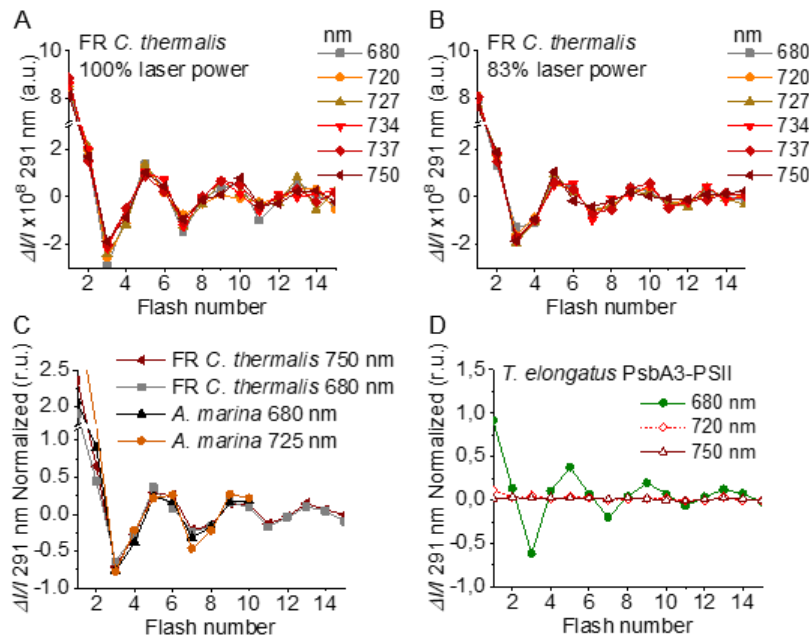 A
FR C. thermalis
100% laser power
nm
680
720
727
734
737
750
ΔI/I x10⁸ 291 nm (a.u.)
10
8
2
0
-2
2 4 6 8 10 12 14
Flash number
B
FR C. thermalis
83% laser power
nm
680
720
727
734
737
750
ΔI/I x10⁸ 291 nm (a.u.)
10
8
2
0
-2
2 4 6 8 10 12 14
Flash number
C
FR C. thermalis 750 nm
FR C. thermalis 680 nm
A. marina 680 nm
A. marina 725 nm
ΔI/I 291 nm Normalized (r.u.)
2.5
2.0
1.0
0.5
0.0
-0.5
-1.0
2 4 6 8 10 12 14
Flash number
D
T. elongatus PsbA3-PSII
680 nm
720 nm
750 nm
ΔI/I 291 nm Normalized (r.u.)
1,5
1,0
0,5
0,0
-0,5
-1,0
2 4 6 8 10 12 14
Flash number